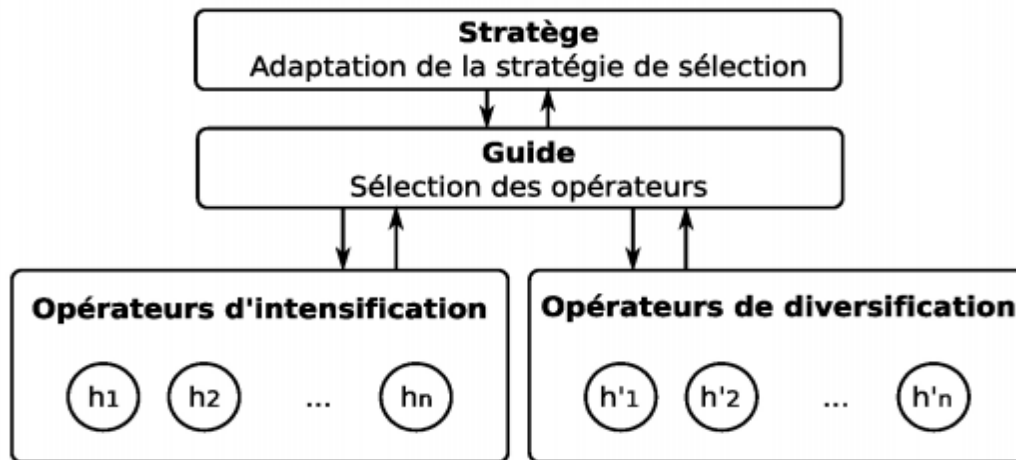 Stratège
Adaptation de la stratégie de sélection
Guide
Sélection des opérateurs
Opérateurs d'intensification
h1 h2 ... hn
Opérateurs de diversification
h'1 h'2 ... h'n